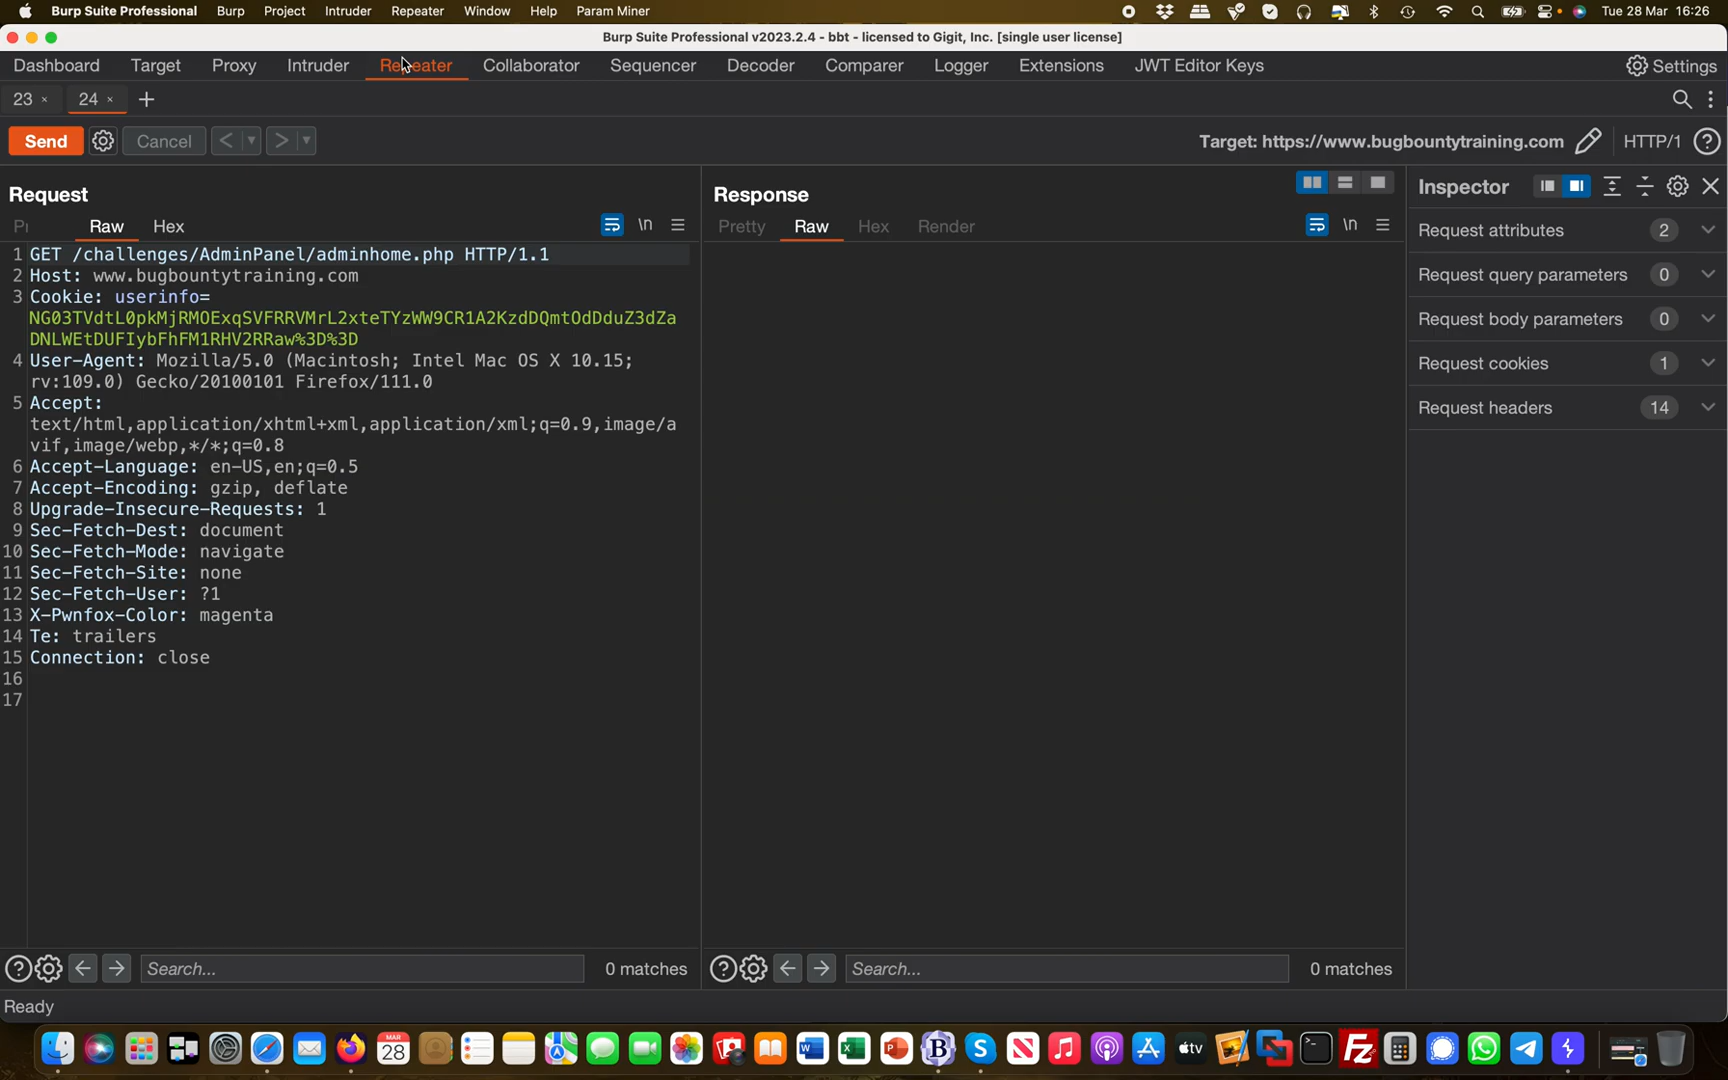 Burp Suite Professional Burp Project Intruder Repeater Window Help Param Miner Tue 28 Mar 16:26
Burp Suite Professional v2023.2.4 - bbt - licensed to Gigit, Inc. [single user license]
Dashboard Target Proxy Intruder Repeater Collaborator Sequencer Decoder Comparer Logger Extensions JWT Editor Keys Settings
23 × 24 × +
Send Cancel < > Target: https://www.bugbountytraining.com HTTP/1 ?
Request
Raw Hex \n
1 GET /challenges/AdminPanel/adminhome.php HTTP/1.1
2 Host: www.bugbountytraining.com
3 Cookie: userinfo=
NG03TVdtL0pkMjRMOExqSVFRRVMrL2xteTYzWW9CR1A2KzdDQmtOdDduZ3dZa
DNLWEtDUFIybFhFM1RHV2RRaw%3D%3D
4 User-Agent: Mozilla/5.0 (Macintosh; Intel Mac OS X 10.15;
rv:109.0) Gecko/20100101 Firefox/111.0
5 Accept:
text/html,application/xhtml+xml,application/xml;q=0.9,image/a
vif,image/webp,*/*;q=0.8
6 Accept-Language: en-US,en;q=0.5
7 Accept-Encoding: gzip, deflate
8 Upgrade-Insecure-Requests: 1
9 Sec-Fetch-Dest: document
10 Sec-Fetch-Mode: navigate
11 Sec-Fetch-Site: none
12 Sec-Fetch-User: ?1
13 X-Pwnfox-Color: magenta
14 Te: trailers
15 Connection: close
16
17
Search... 0 matches
Response
Pretty Raw Hex Render \n
Search... 0 matches
Inspector
Request attributes 2
Request query parameters 0
Request body parameters 0
Request cookies 1
Request headers 14
Ready
MAR
28
tv